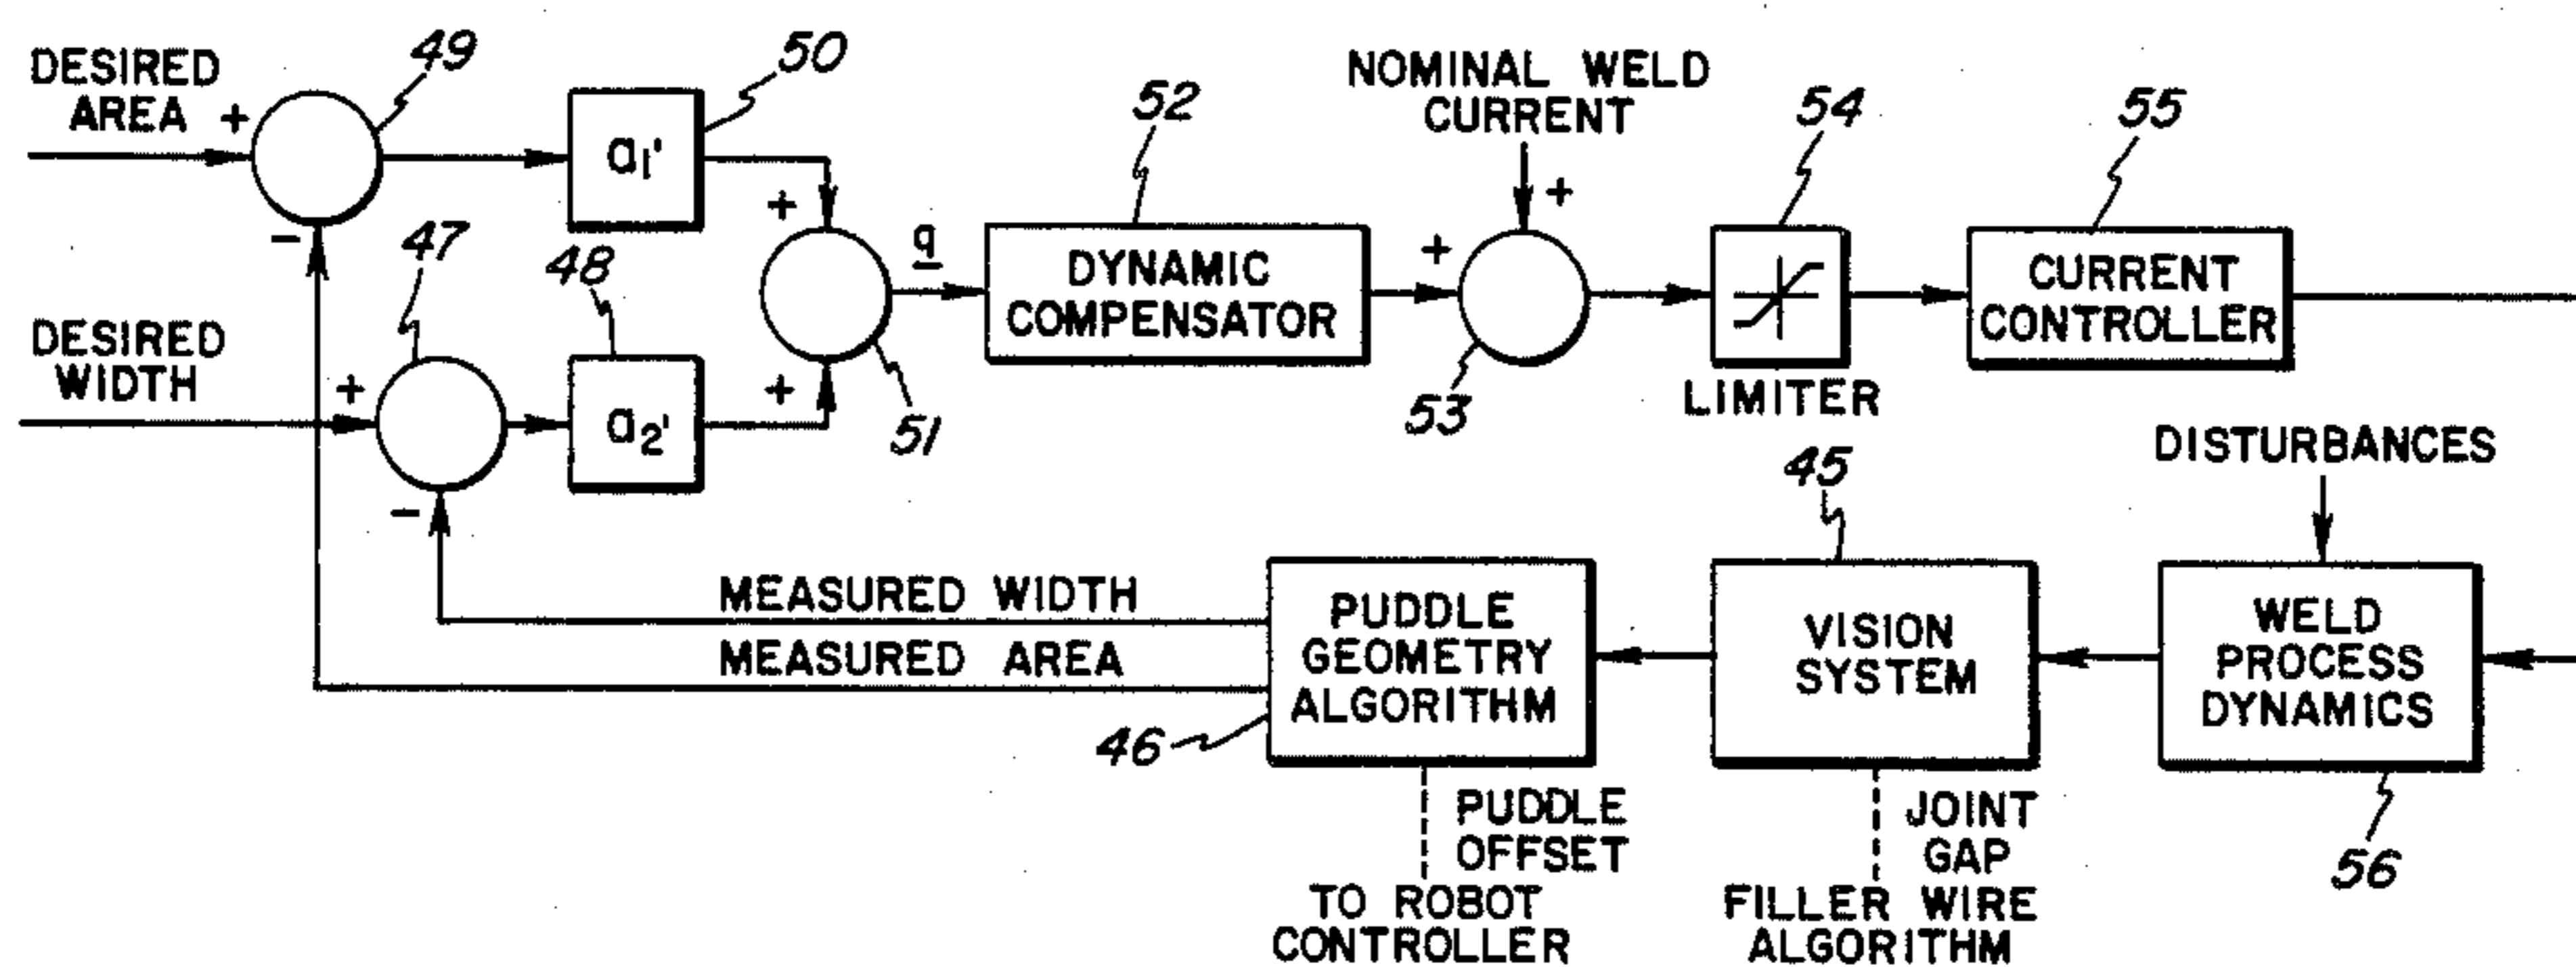 DESIRED
AREA
+
49
50
a1'
-
47
48
DESIRED
WIDTH
+
a2'
-
+
+
51
q
52
DYNAMIC
COMPENSATOR
NOMINAL WELD
CURRENT
+
+
53
54
LIMITER
55
CURRENT
CONTROLLER
DISTURBANCES
45
MEASURED WIDTH
MEASURED AREA
PUDDLE
GEOMETRY
ALGORITHM
46
VISION
SYSTEM
WELD
PROCESS
DYNAMICS
56
PUDDLE
OFFSET
TO ROBOT
CONTROLLER
JOINT
GAP
FILLER WIRE
ALGORITHM